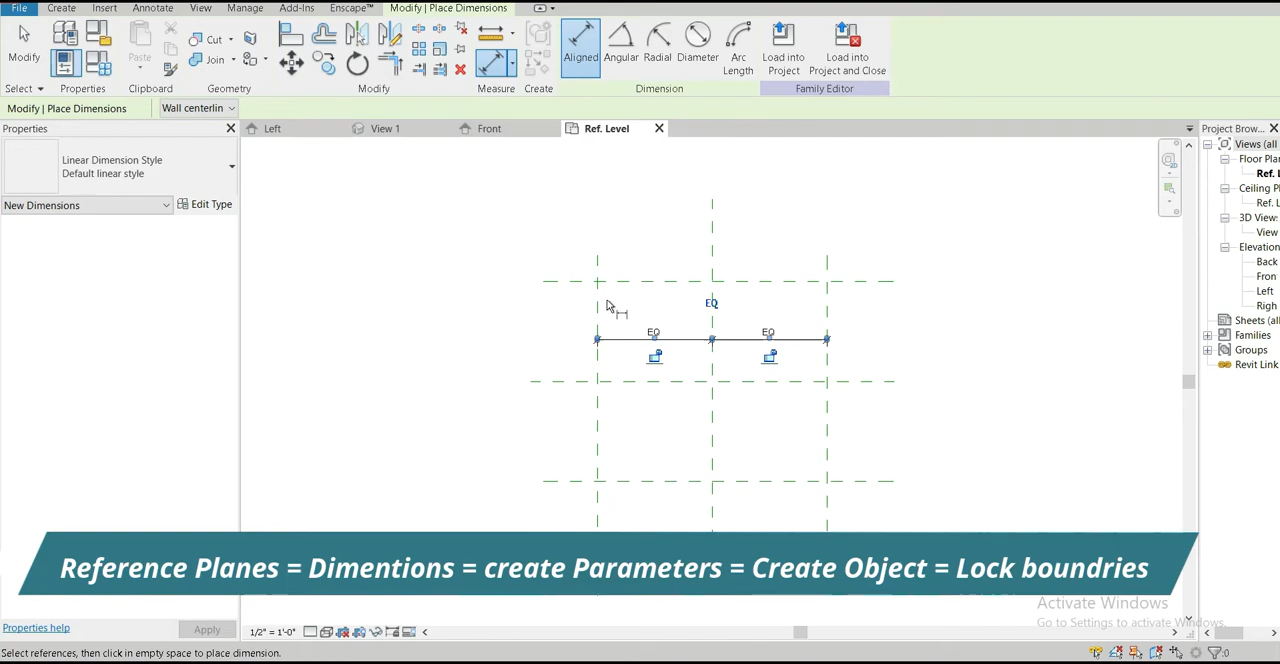 File Create Insert Annotate View Manage Add-Ins Enscape™ Modify | Place Dimensions
Modify
Paste
Cut
Join
Aligned Angular Radial Diameter Arc Length
Load into Project
Load into Project and Close
Select Properties Clipboard Geometry Modify Measure Create Dimension Family Editor
Modify | Place Dimensions Wall centerlin
Properties
Left View 1 Front Ref. Level
Project Brow...
Linear Dimension Style
Default linear style
New Dimensions
Edit Type
Views (all
Floor Plan
Ref. L
Ceiling Pl
Ref. L
3D Views
View
Elevation
Back
Fron
Left
Righ
Sheets (all
Families
Groups
Revit Link
EQ
EQ EQ
2D
Reference Planes = Dimentions = create Parameters = Create Object = Lock boundries
Activate Windows
Go to Settings to activate Windows.
Properties help
Apply
1/2" = 1'-0"
Select references, then click in empty space to place dimension.
:0